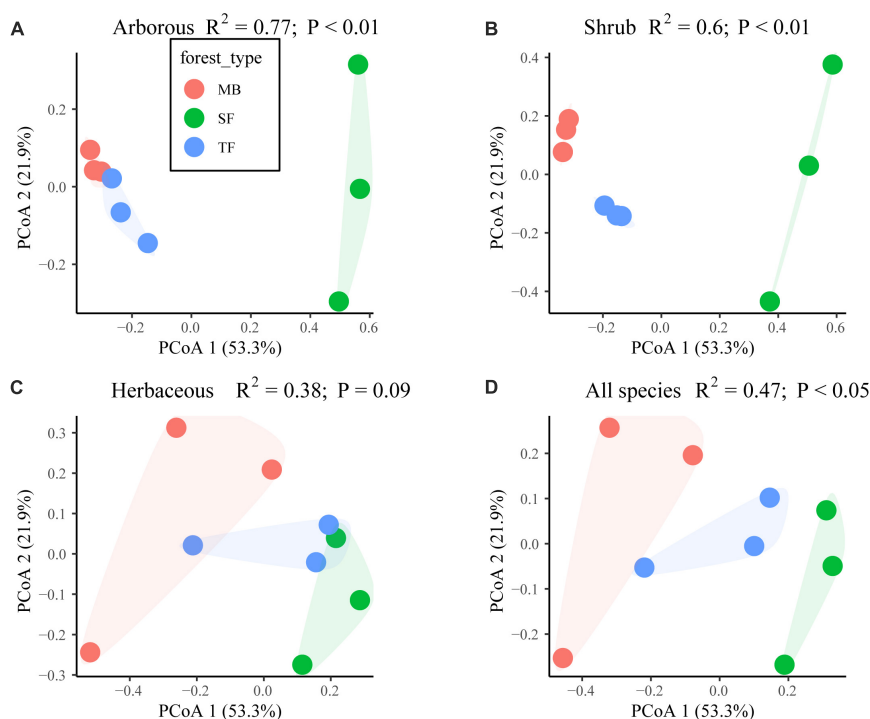 A Arborous R² = 0.77; P < 0.01
forest_type
MB
SF
TF
0.2
0.0
−0.2
PCoA 2 (21.9%)
−0.2 0.0 0.2 0.4 0.6
PCoA 1 (53.3%)
B Shrub R² = 0.6; P < 0.01
0.4
0.2
0.0
−0.2
−0.4
PCoA 2 (21.9%)
−0.2 0.0 0.2 0.4 0.6
PCoA 1 (53.3%)
C Herbaceous R² = 0.38; P = 0.09
0.3
0.2
0.1
0.0
−0.1
−0.2
−0.3
PCoA 2 (21.9%)
−0.4 −0.2 0.0 0.2
PCoA 1 (53.3%)
D All species R² = 0.47; P < 0.05
0.2
0.1
0.0
−0.1
−0.2
PCoA 2 (21.9%)
−0.4 −0.2 0.0 0.2
PCoA 1 (53.3%)